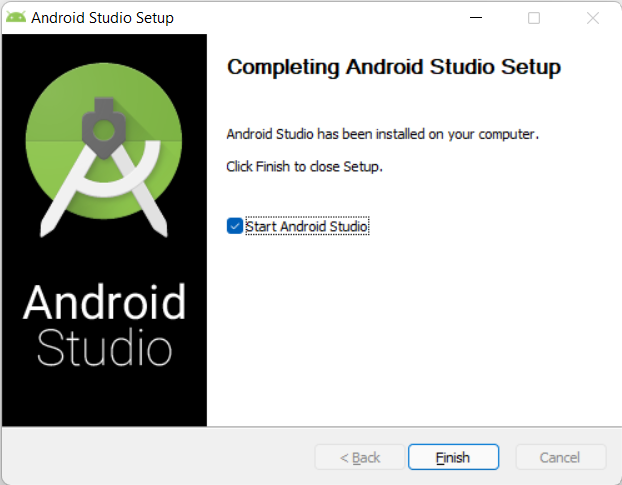 Android Studio Setup
Completing Android Studio Setup
Android Studio has been installed on your computer.
Click Finish to close Setup.
Start Android Studio
Android
Studio
< Back
Finish
Cancel